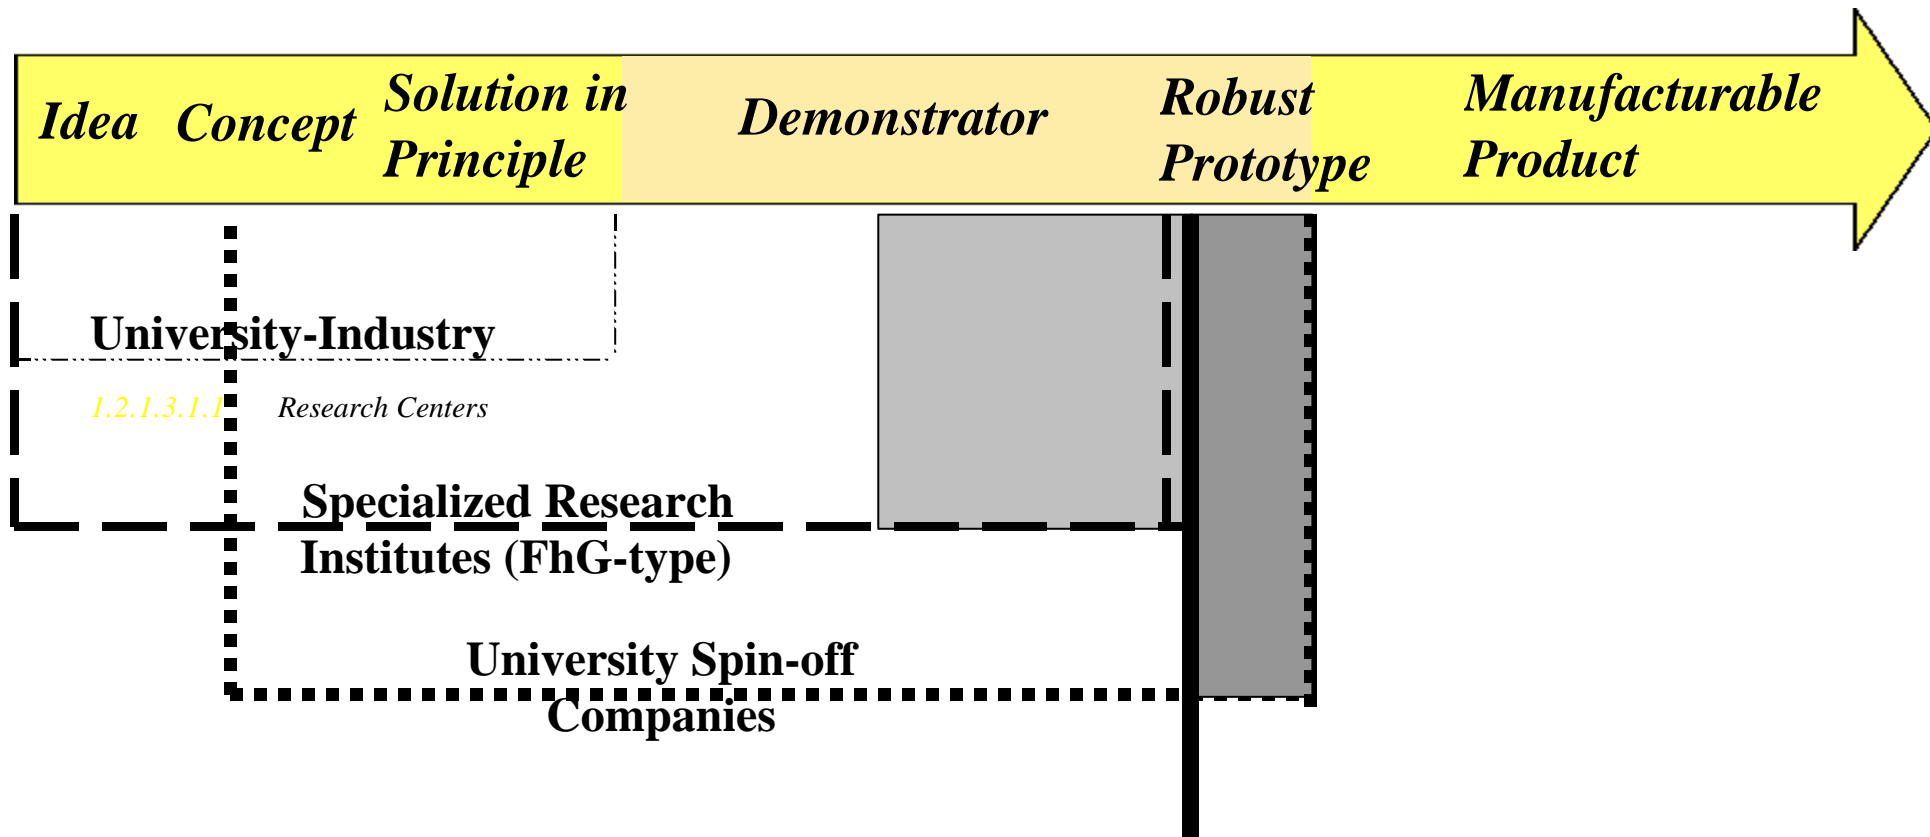 Idea
Concept
Solution in
Principle
Demonstrator
Robust
Prototype
Manufacturable
Product
University-Industry
1.2.1.3.1.1 Research Centers
Specialized Research
Institutes (FhG-type)
University Spin-off
Companies